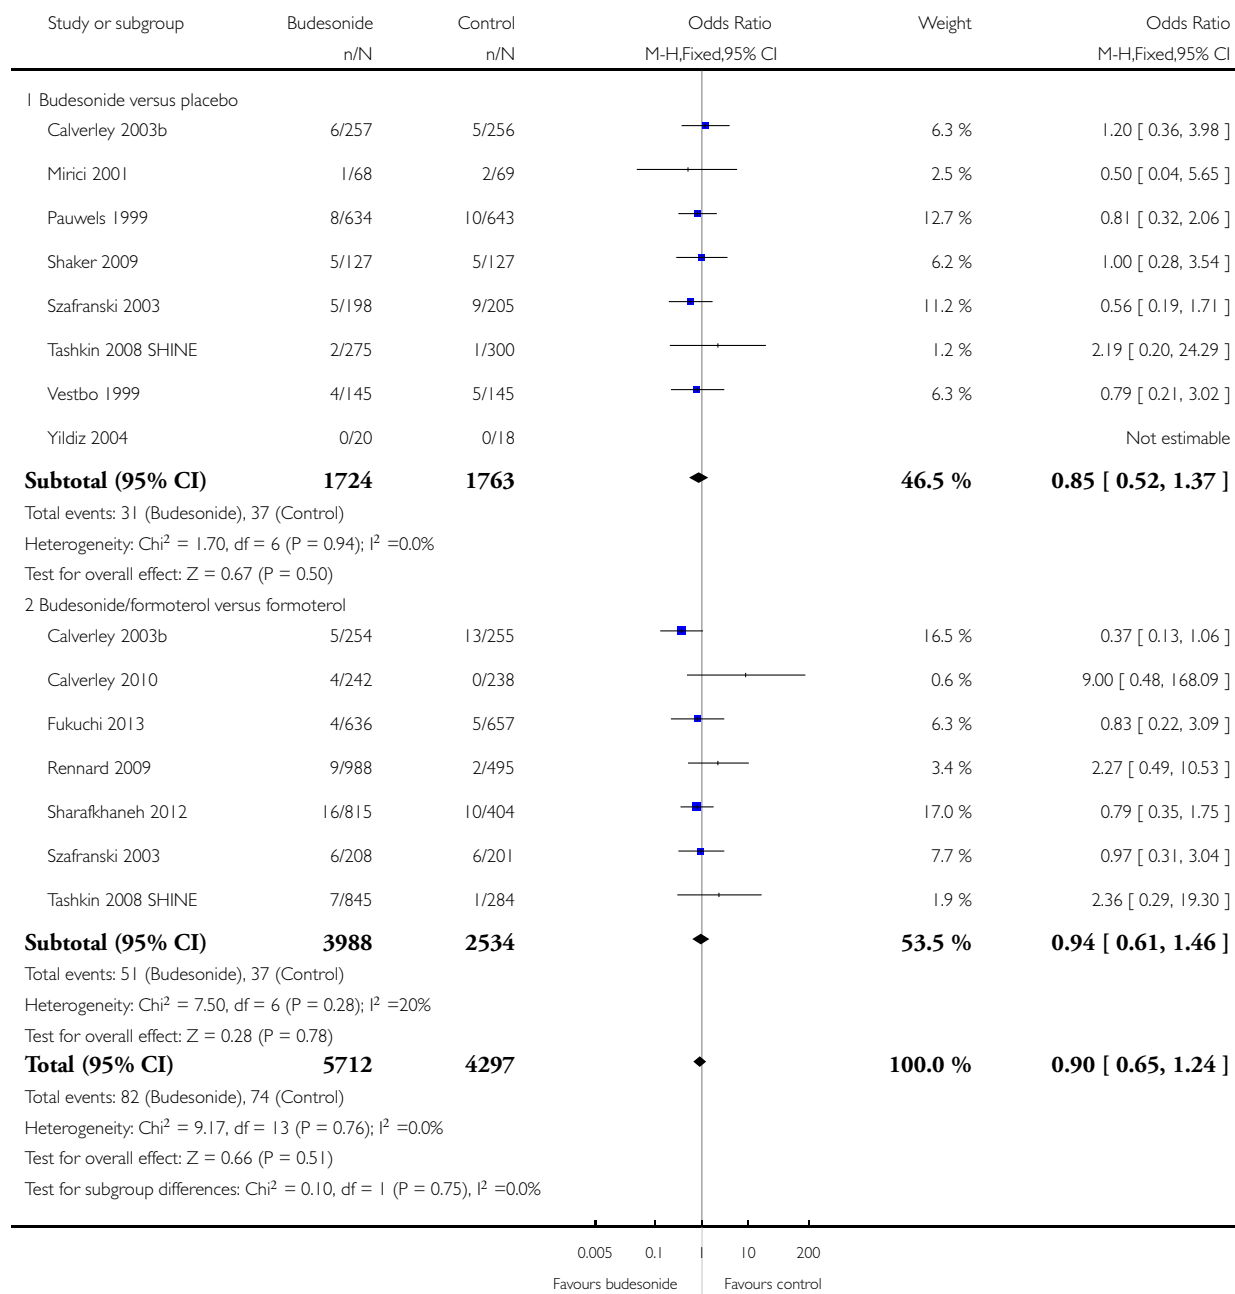 Study or subgroup Budesonide Control Odds Ratio Weight Odds Ratio
n/N n/N M-H,Fixed,95% CI M-H,Fixed,95% CI
1 Budesonide versus placebo
Calverley 2003b 6/257 5/256 6.3 % 1.20 [ 0.36, 3.98 ]
Mirici 2001 1/68 2/69 2.5 % 0.50 [ 0.04, 5.65 ]
Pauwels 1999 8/634 10/643 12.7 % 0.81 [ 0.32, 2.06 ]
Shaker 2009 5/127 5/127 6.2 % 1.00 [ 0.28, 3.54 ]
Szafranski 2003 5/198 9/205 11.2 % 0.56 [ 0.19, 1.71 ]
Tashkin 2008 SHINE 2/275 1/300 1.2 % 2.19 [ 0.20, 24.29 ]
Vestbo 1999 4/145 5/145 6.3 % 0.79 [ 0.21, 3.02 ]
Yildiz 2004 0/20 0/18 Not estimable
Subtotal (95% CI) 1724 1763 46.5 % 0.85 [ 0.52, 1.37 ]
Total events: 31 (Budesonide), 37 (Control)
Heterogeneity: Chi² = 1.70, df = 6 (P = 0.94); I² =0.0%
Test for overall effect: Z = 0.67 (P = 0.50)
2 Budesonide/formoterol versus formoterol
Calverley 2003b 5/254 13/255 16.5 % 0.37 [ 0.13, 1.06 ]
Calverley 2010 4/242 0/238 0.6 % 9.00 [ 0.48, 168.09 ]
Fukuchi 2013 4/636 5/657 6.3 % 0.83 [ 0.22, 3.09 ]
Rennard 2009 9/988 2/495 3.4 % 2.27 [ 0.49, 10.53 ]
Sharafkhaneh 2012 16/815 10/404 17.0 % 0.79 [ 0.35, 1.75 ]
Szafranski 2003 6/208 6/201 7.7 % 0.97 [ 0.31, 3.04 ]
Tashkin 2008 SHINE 7/845 1/284 1.9 % 2.36 [ 0.29, 19.30 ]
Subtotal (95% CI) 3988 2534 53.5 % 0.94 [ 0.61, 1.46 ]
Total events: 51 (Budesonide), 37 (Control)
Heterogeneity: Chi² = 7.50, df = 6 (P = 0.28); I² =20%
Test for overall effect: Z = 0.28 (P = 0.78)
Total (95% CI) 5712 4297 100.0 % 0.90 [ 0.65, 1.24 ]
Total events: 82 (Budesonide), 74 (Control)
Heterogeneity: Chi² = 9.17, df = 13 (P = 0.76); I² =0.0%
Test for overall effect: Z = 0.66 (P = 0.51)
Test for subgroup differences: Chi² = 0.10, df = 1 (P = 0.75), I² =0.0%
0.005 0.1 1 10 200
Favours budesonide Favours control